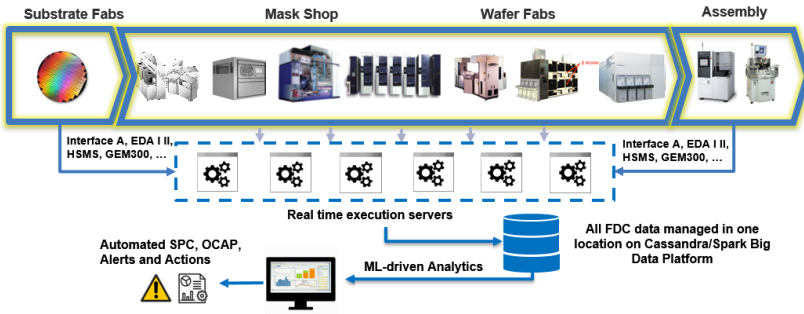 Substrate Fabs
Mask Shop
Wafer Fabs
Assembly
Interface A, EDA I II,
HSMS, GEM300, ...
Interface A, EDA I II,
HSMS, GEM300, ...
Real time execution servers
All FDC data managed in one
location on Cassandra/Spark Big
Data Platform
Automated SPC, OCAP,
Alerts and Actions
ML-driven Analytics